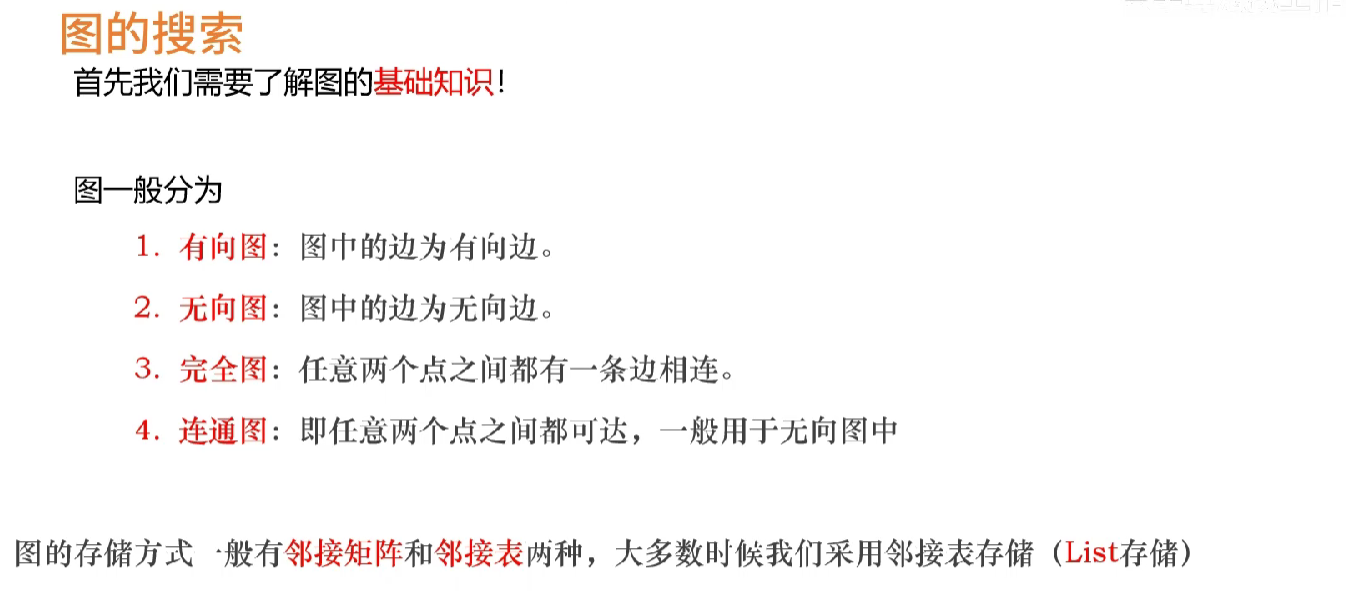 图的搜索
首先我们需要了解图的基础知识！
图一般分为
1. 有向图：图中的边为有向边。
2. 无向图：图中的边为无向边。
3. 完全图：任意两个点之间都有一条边相连。
4. 连通图：即任意两个点之间都可达，一般用于无向图中
图的存储方式一般有邻接矩阵和邻接表两种，大多数时候我们采用邻接表存储（List存储）